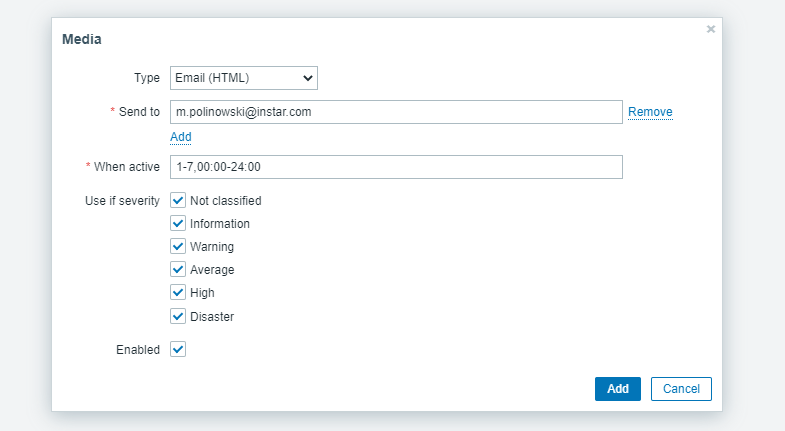 Media
Type Email (HTML)
* Send to m.polinowski@instar.com Remove
Add
* When active 1-7,00:00-24:00
Use if severity Not classified
Information
Warning
Average
High
Disaster
Enabled
Add Cancel